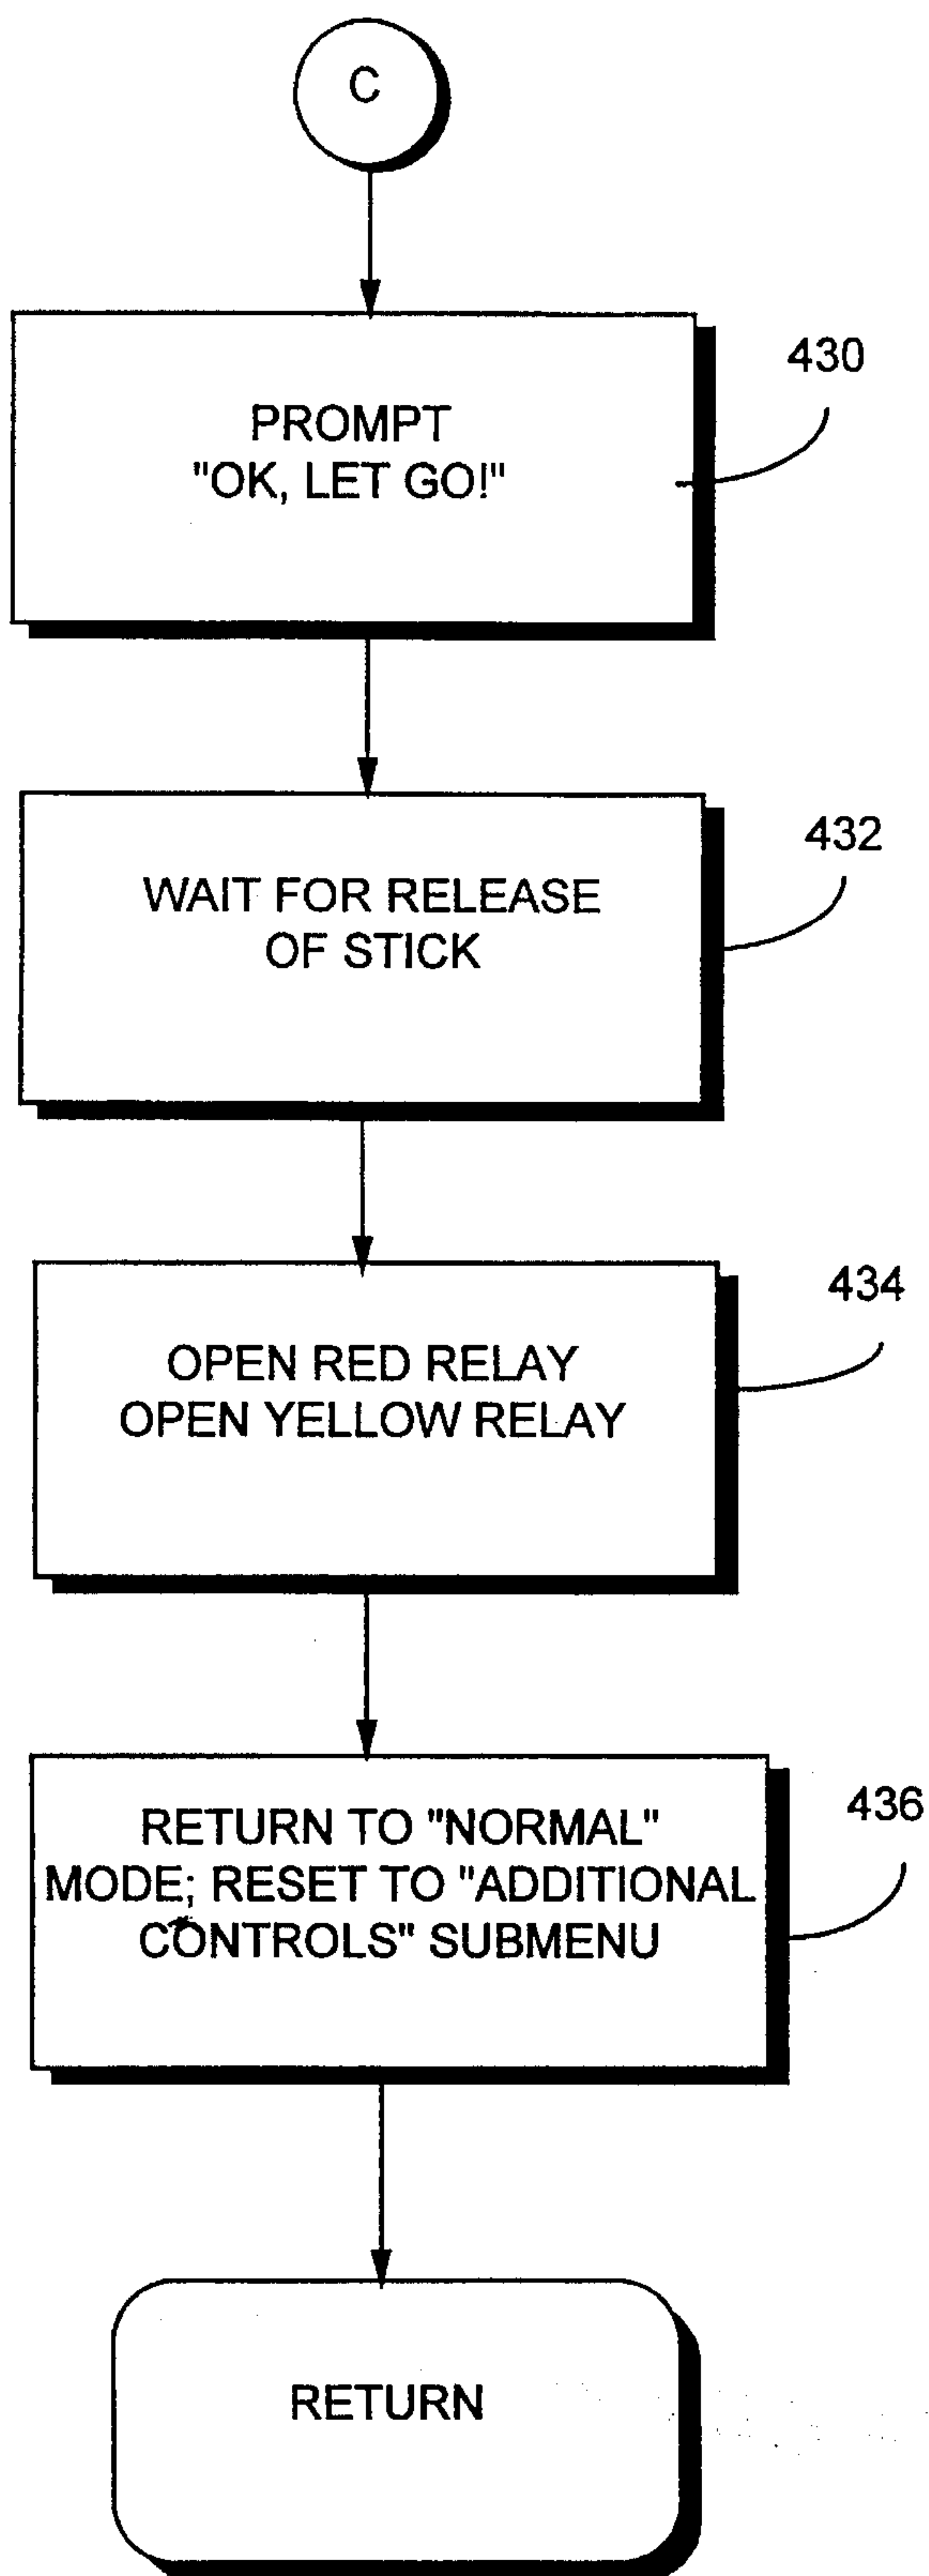 C
PROMPT
"OK, LET GO!"
430
WAIT FOR RELEASE
OF STICK
432
OPEN RED RELAY
OPEN YELLOW RELAY
434
RETURN TO "NORMAL"
MODE; RESET TO "ADDITIONAL
CONTROLS" SUBMENU
436
RETURN